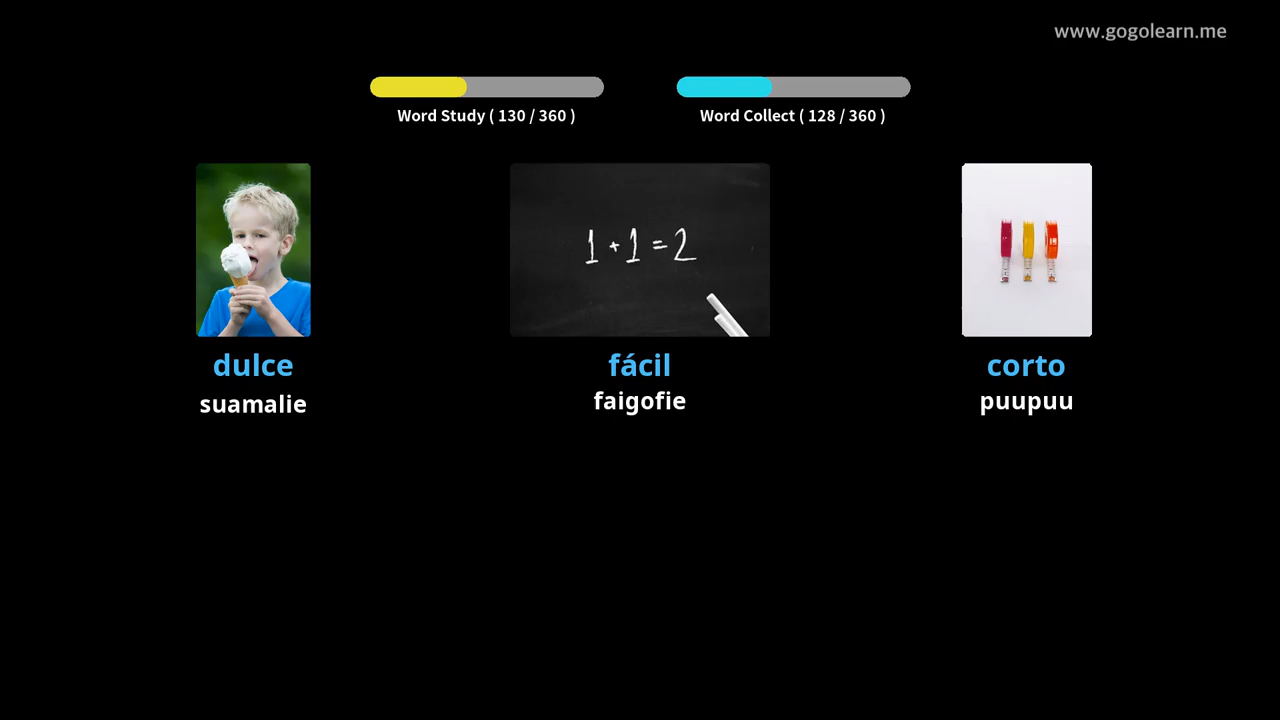 www.gogolearn.me
Word Study ( 130 / 360 )
Word Collect ( 128 / 360 )
1 + 1 = 2
dulce
suamalie
fácil
faigofie
corto
puupuu